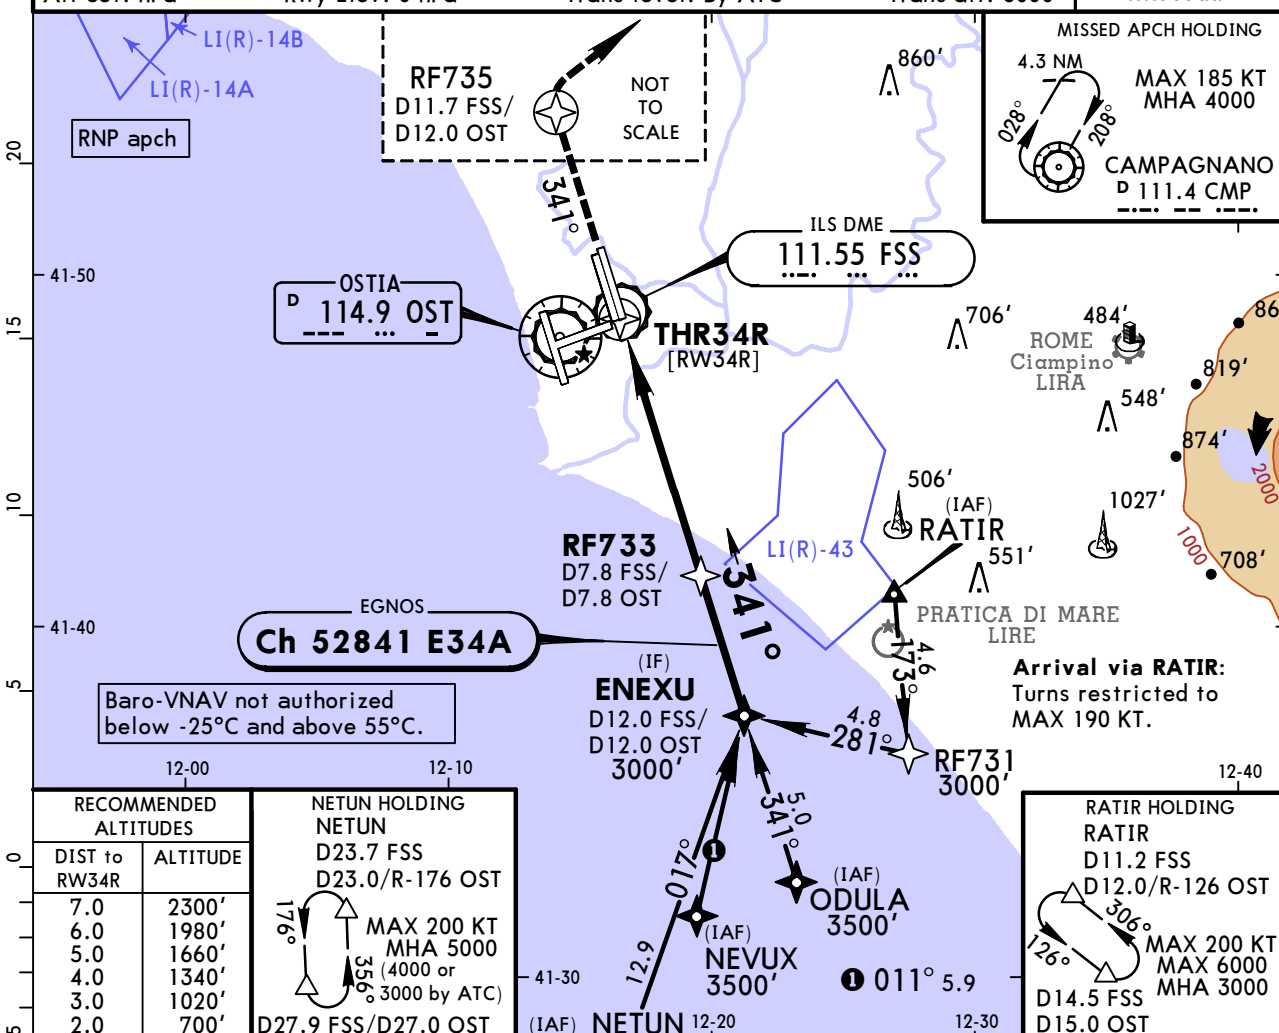 LI(R)-14B
LI(R)-14A
RNP apch
RF735
D11.7 FSS/
D12.0 OST
NOT
TO
SCALE
341°
860'
MISSED APCH HOLDING
4.3 NM
MAX 185 KT
MHA 4000
028°
208°
CAMPAGNANO
D 111.4 CMP
20
41-50
15
OSTIA
D 114.9 OST
ILS DME
111.55 FSS
THR34R
[RW34R]
706'
484'
ROME
Ciampino
LIRA
548'
819'
874'
2000
1027'
1000
708'
10
506'
(IAF)
RATIR
551'
LI(R)-43
RF733
D7.8 FSS/
D7.8 OST
341°
EGNOS
Ch 52841 E34A
41-40
PRATICA DI MARE
LIRE
4.6
173°
Arrival via RATIR:
Turns restricted to
MAX 190 KT.
5
(IF)
ENEXU
D12.0 FSS/
D12.0 OST
3000'
Baro-VNAV not authorized
below -25°C and above 55°C.
4.8
281°
RF731
3000'
12-00
12-10
12-40
RECOMMENDED
ALTITUDES
DIST to
RW34R
ALTITUDE
7.0 2300'
6.0 1980'
5.0 1660'
4.0 1340'
3.0 1020'
2.0 700'
0
5
NETUN HOLDING
NETUN
D23.7 FSS
D23.0/R-176 OST
176°
356°
MAX 200 KT
MHA 5000
(4000 or
3000 by ATC)
D27.9 FSS/D27.0 OST
5.0
341°
017°
1
(IAF)
ODULA
3500'
(IAF)
NEVUX
3500'
12.9
41-30
1 011° 5.9
(IAF) NETUN
12-20
12-30
RATIR HOLDING
RATIR
D11.2 FSS
D12.0/R-126 OST
306°
126°
MAX 200 KT
MAX 6000
MHA 3000
D14.5 FSS
D15.0 OST